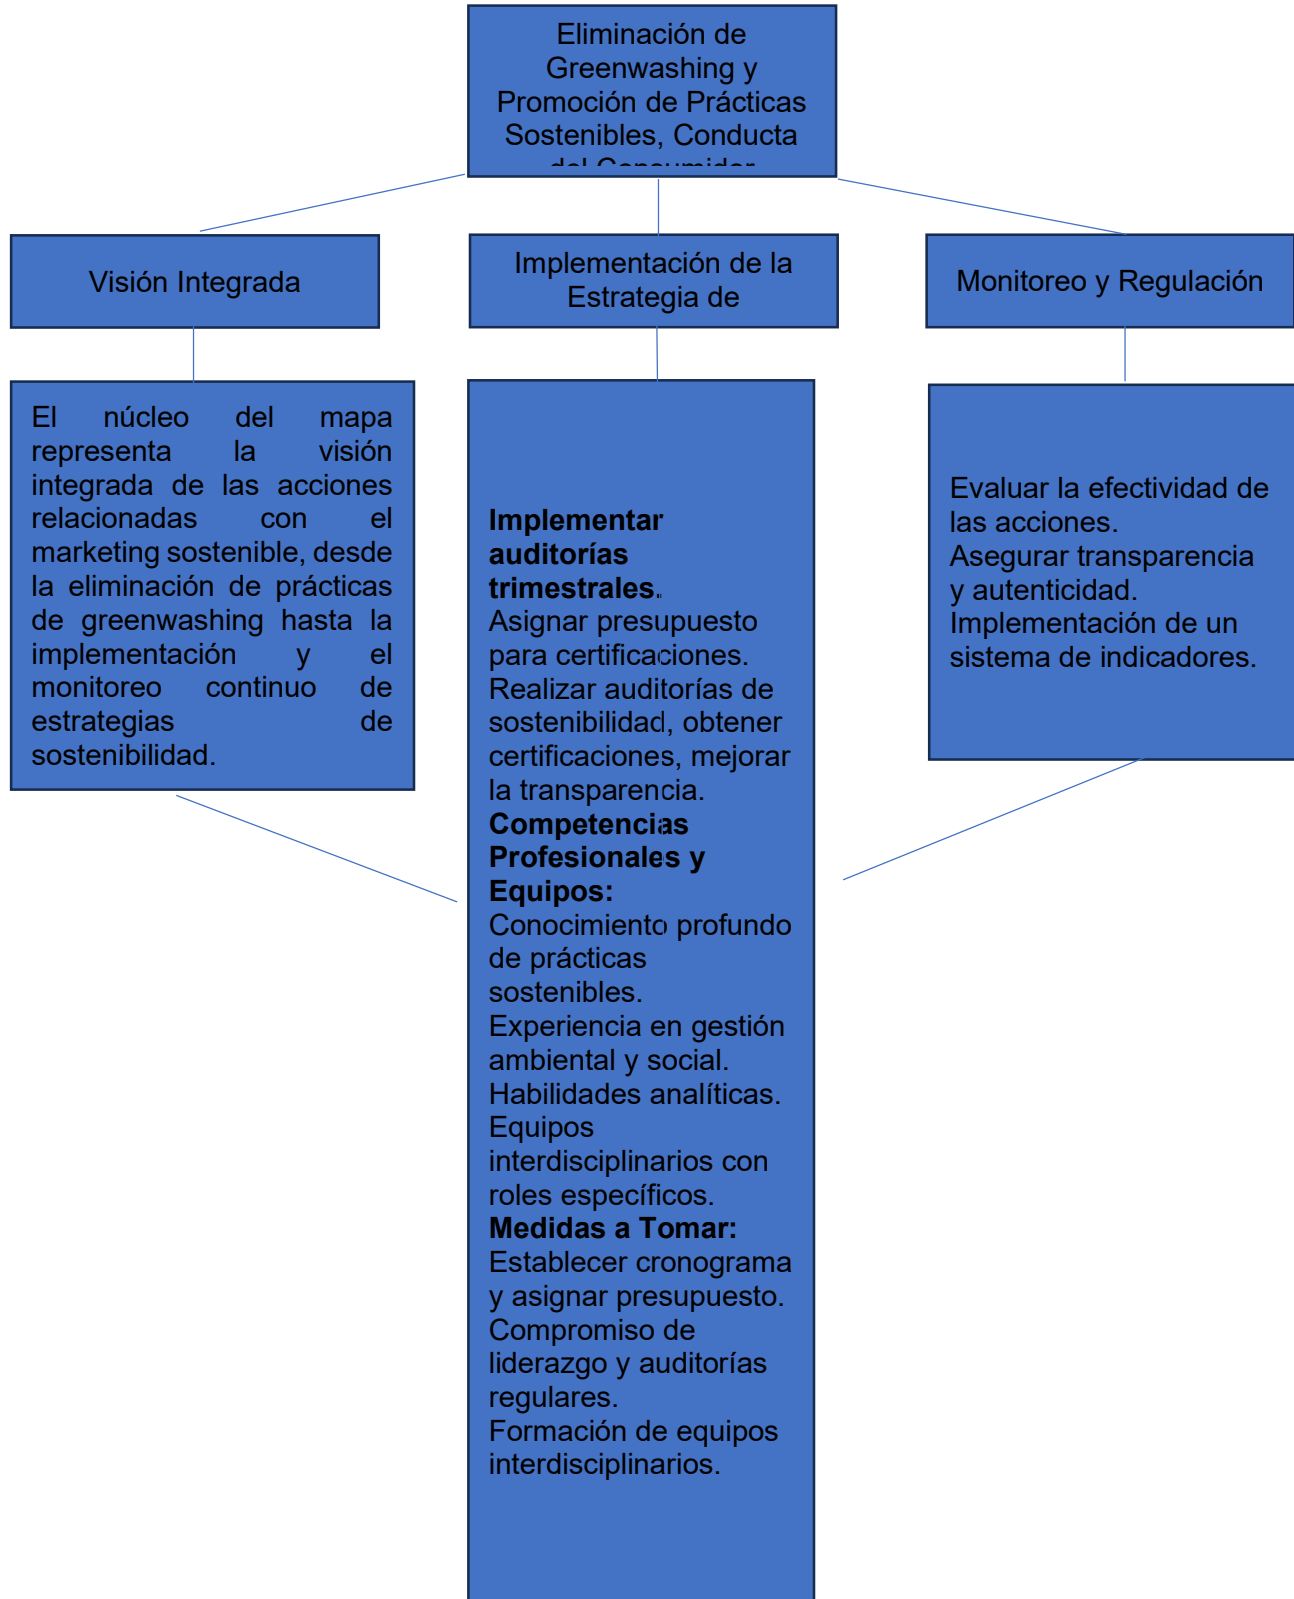 Eliminación de
Greenwashing y
Promoción de Prácticas
Sostenibles, Conducta
del Consumidor
Visión Integrada
Implementación de la
Estrategia de
Monitoreo y Regulación
El núcleo del mapa
representa la visión
integrada de las acciones
relacionadas con el
marketing sostenible, desde
la eliminación de prácticas
de greenwashing hasta la
implementación y el
monitoreo continuo de
estrategias de
sostenibilidad.
Implementar
auditorías
trimestrales.
Asignar presupuesto
para certificaciones.
Realizar auditorías de
sostenibilidad, obtener
certificaciones, mejorar
la transparencia.
Competencias
Profesionales y
Equipos:
Conocimiento profundo
de prácticas
sostenibles.
Experiencia en gestión
ambiental y social.
Habilidades analíticas.
Equipos
interdisciplinarios con
roles específicos.
Medidas a Tomar:
Establecer cronograma
y asignar presupuesto.
Compromiso de
liderazgo y auditorías
regulares.
Formación de equipos
interdisciplinarios.
Evaluar la efectividad de
las acciones.
Asegurar transparencia
y autenticidad.
Implementación de un
sistema de indicadores.